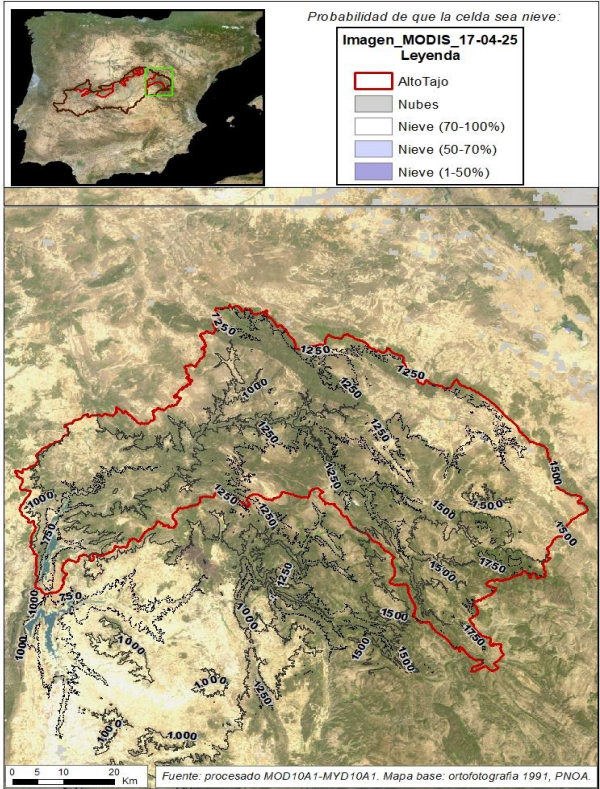 Probabilidad de que la celda sea nieve:
Imagen_MODIS_17-04-25
Leyenda
AltoTajo
Nubes
Nieve (70-100%)
Nieve (50-70%)
Nieve (1-50%)
1250
1250
1250
1000
1250
1250
1250
1250
1500
1000
1250
1250
1500
1500
1500
750
1750
1500
1250
750
1000
1000
1500
1750
1000
1000
1500
1500
1000
1250
1000
1000
0 5 10 20
Km
Fuente: procesado MOD10A1-MYD10A1. Mapa base: ortofotografia 1991, PNOA.